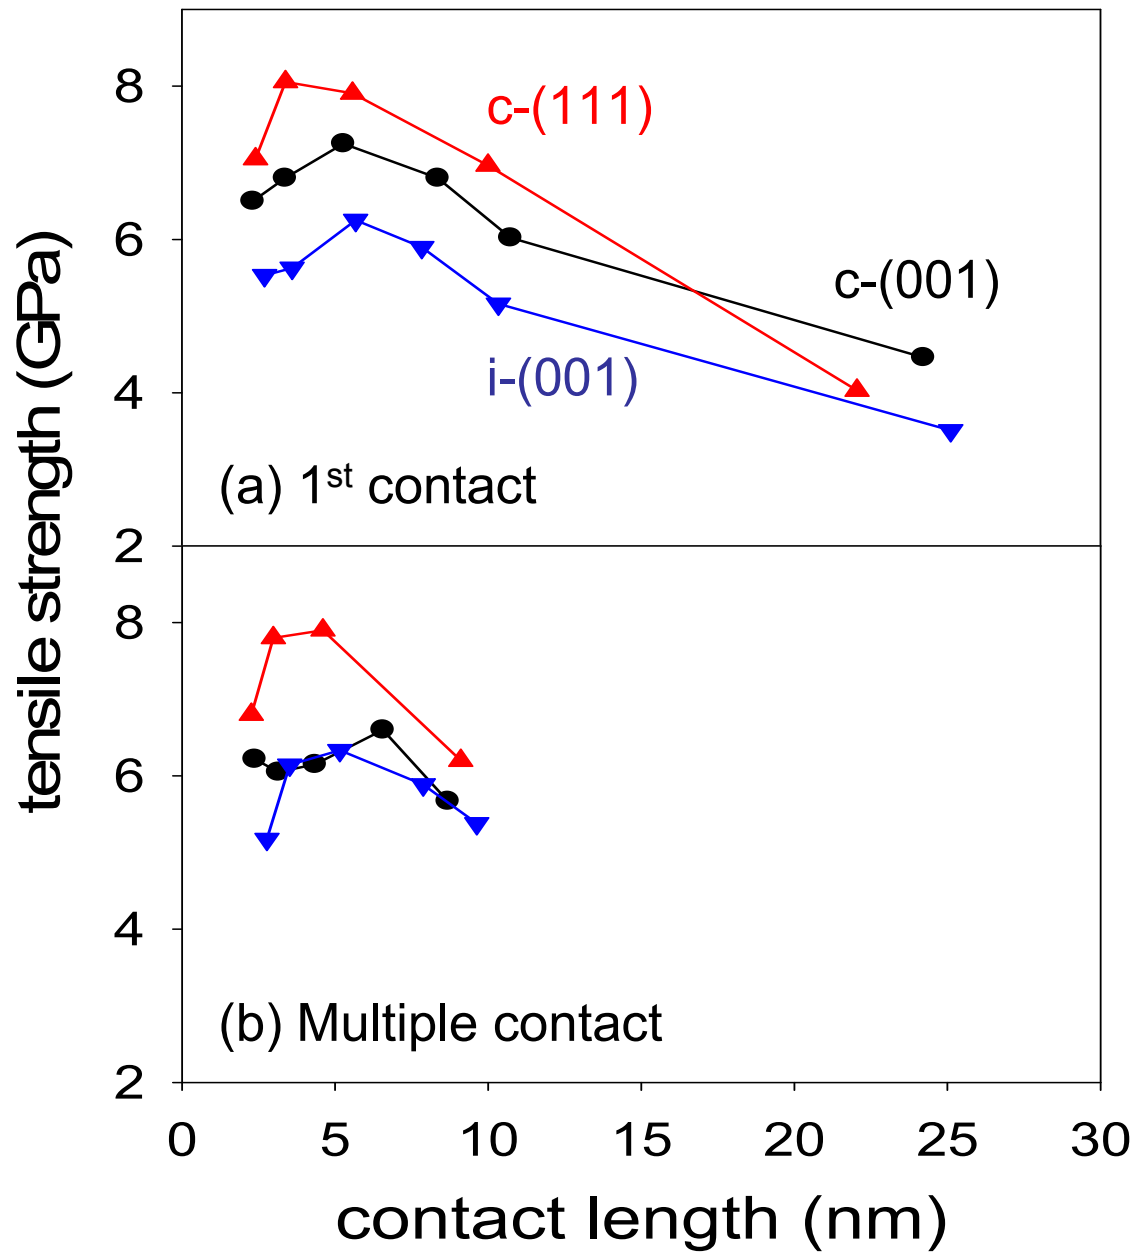 8
c-(111)
6
c-(001)
i-(001)
4
(a) 1st contact
2
8
6
4
(b) Multiple contact
2
0 5 10 15 20 25 30
contact length (nm)
tensile strength (GPa)